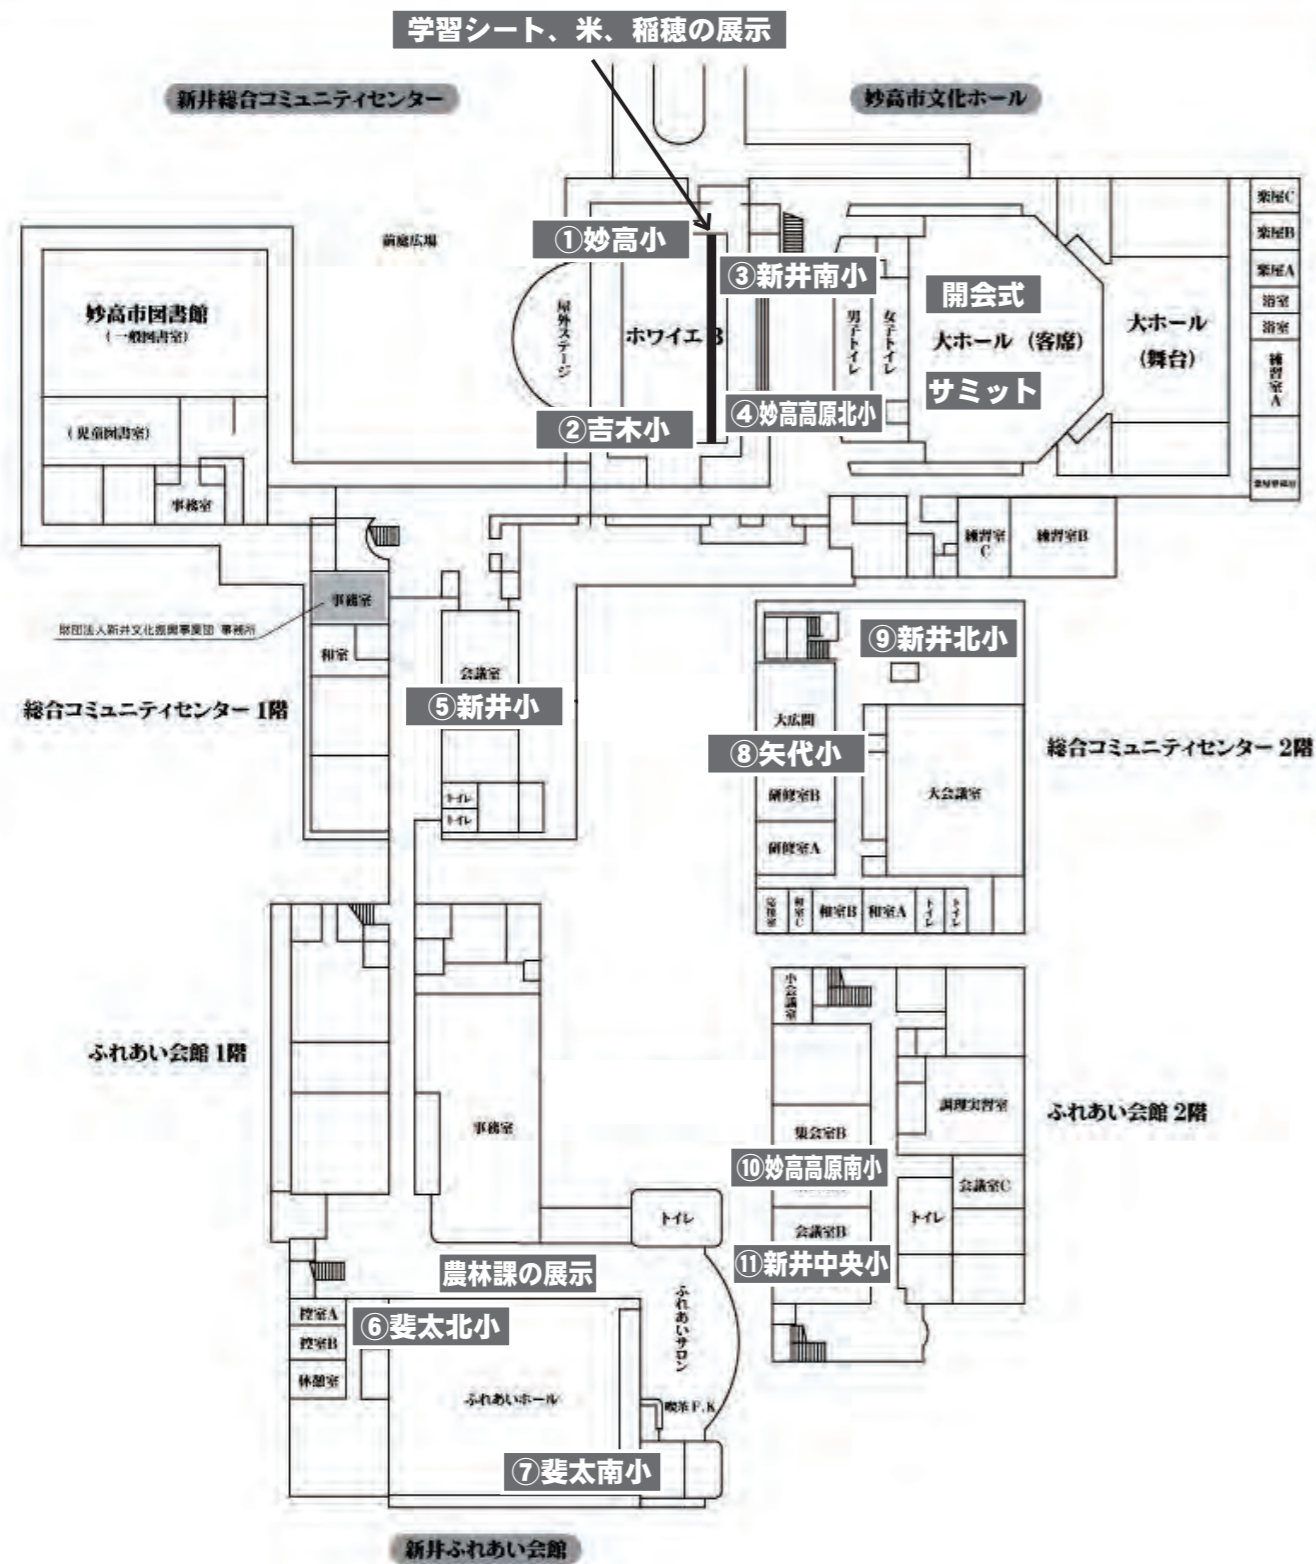 学習シート、米、稲穂の展示
新井総合コミュニティセンター
妙高市文化ホール
前庭広場
①妙高小
③新井南小
開会式
楽屋C
楽屋B
楽屋A
浴室
浴室
練習室A
妙高市図書館
(一般図書室)
屋外ステージ
ホワイエ B
男子トイレ
女子トイレ
大ホール (客席)
大ホール
(舞台)
サミット
④妙高高原北小
②吉木小
(児童図書室)
事務室
練習室C
練習室B
事務室
財団法人新井文化振興事業団 事務所
和室
会議室
⑤新井小
総合コミュニティセンター 1階
トイレ
トイレ
⑨新井北小
大広間
⑧矢代小
研修室B
研修室A
大会議室
総合コミュニティセンター 2階
応接室
和室C
和室B
和室A
トイレ
トイレ
ふれあい会館 1階
事務室
小会議室
調理実習室
ふれあい会館 2階
集会室B
⑩妙高高原南小
会議室C
会議室B
トイレ
⑪新井中央小
トイレ
農林課の展示
ふれあいサロン
控室A
控室B
休憩室
⑥斐太北小
ふれあいホール
喫茶F.K
⑦斐太南小
新井ふれあい会館